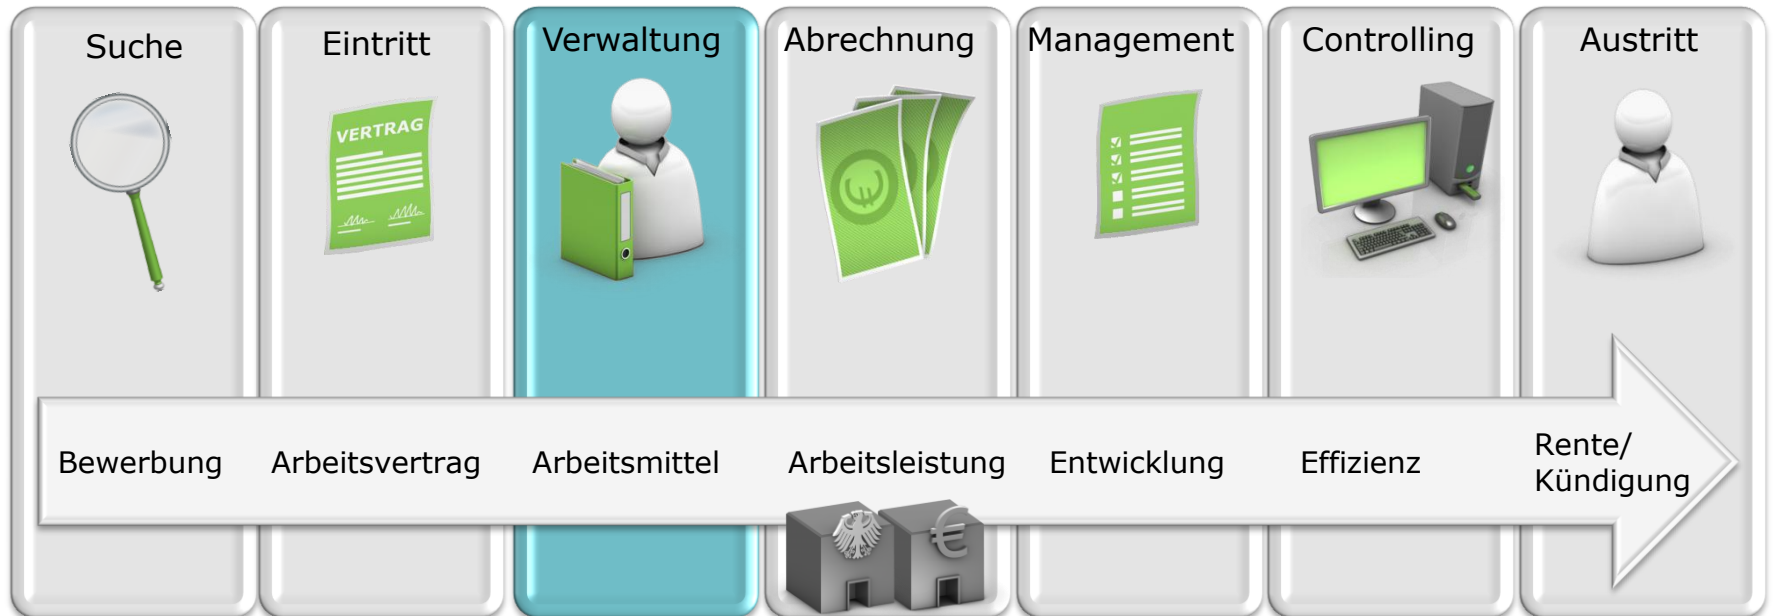 Suche
Eintritt
Verwaltung
Abrechnung
Management
Controlling
Austritt
VERTRAG
€
Bewerbung
Arbeitsvertrag
Arbeitsmittel
Arbeitsleistung
Entwicklung
Effizienz
Rente/
Kündigung
€